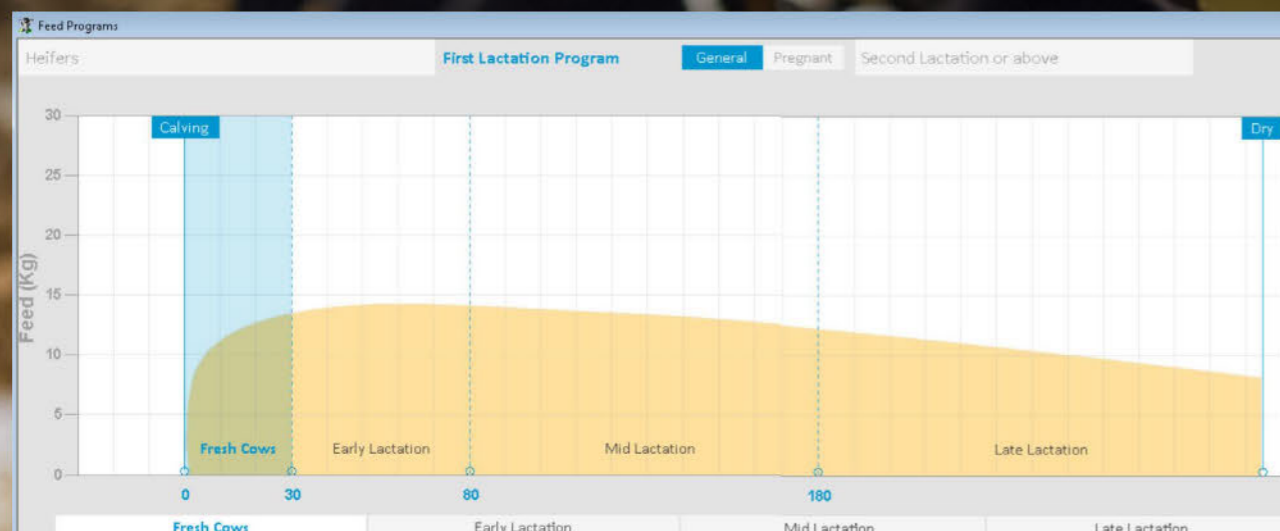 Feed Programs
Heifers
First Lactation Program
General
Pregnant
Second Lactation or above
30
25
20
15
10
5
0
Feed (Kg)
Calving
Dry
Fresh Cows
Early Lactation
Mid Lactation
Late Lactation
0
30
80
180
Fresh Cows
Early Lactation
Mid Lactation
Late Lactation